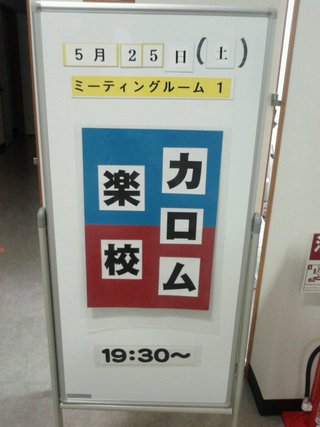 5月25日(土)
ミーティングルーム 1
カロム
楽校
19:30〜